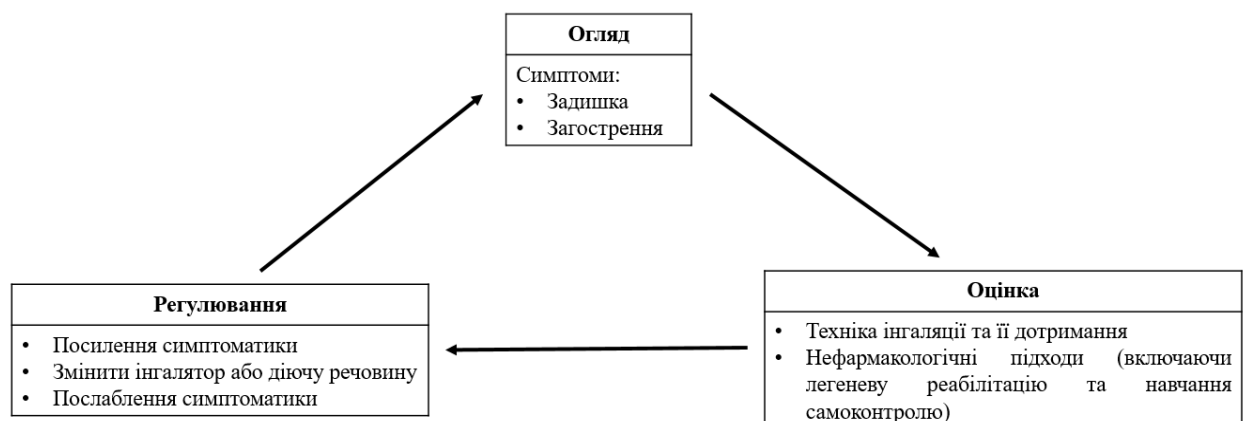 Огляд
Симптоми:
• Задишка
• Загострення
Оцінка
• Техніка інгаляції та її дотримання
• Нефармакологічні підходи (включаючи
легеневу реабілітацію та навчання
самоконтролю)
Регулювання
• Посилення симптоматики
• Змінити інгалятор або діючу речовину
• Послаблення симптоматики